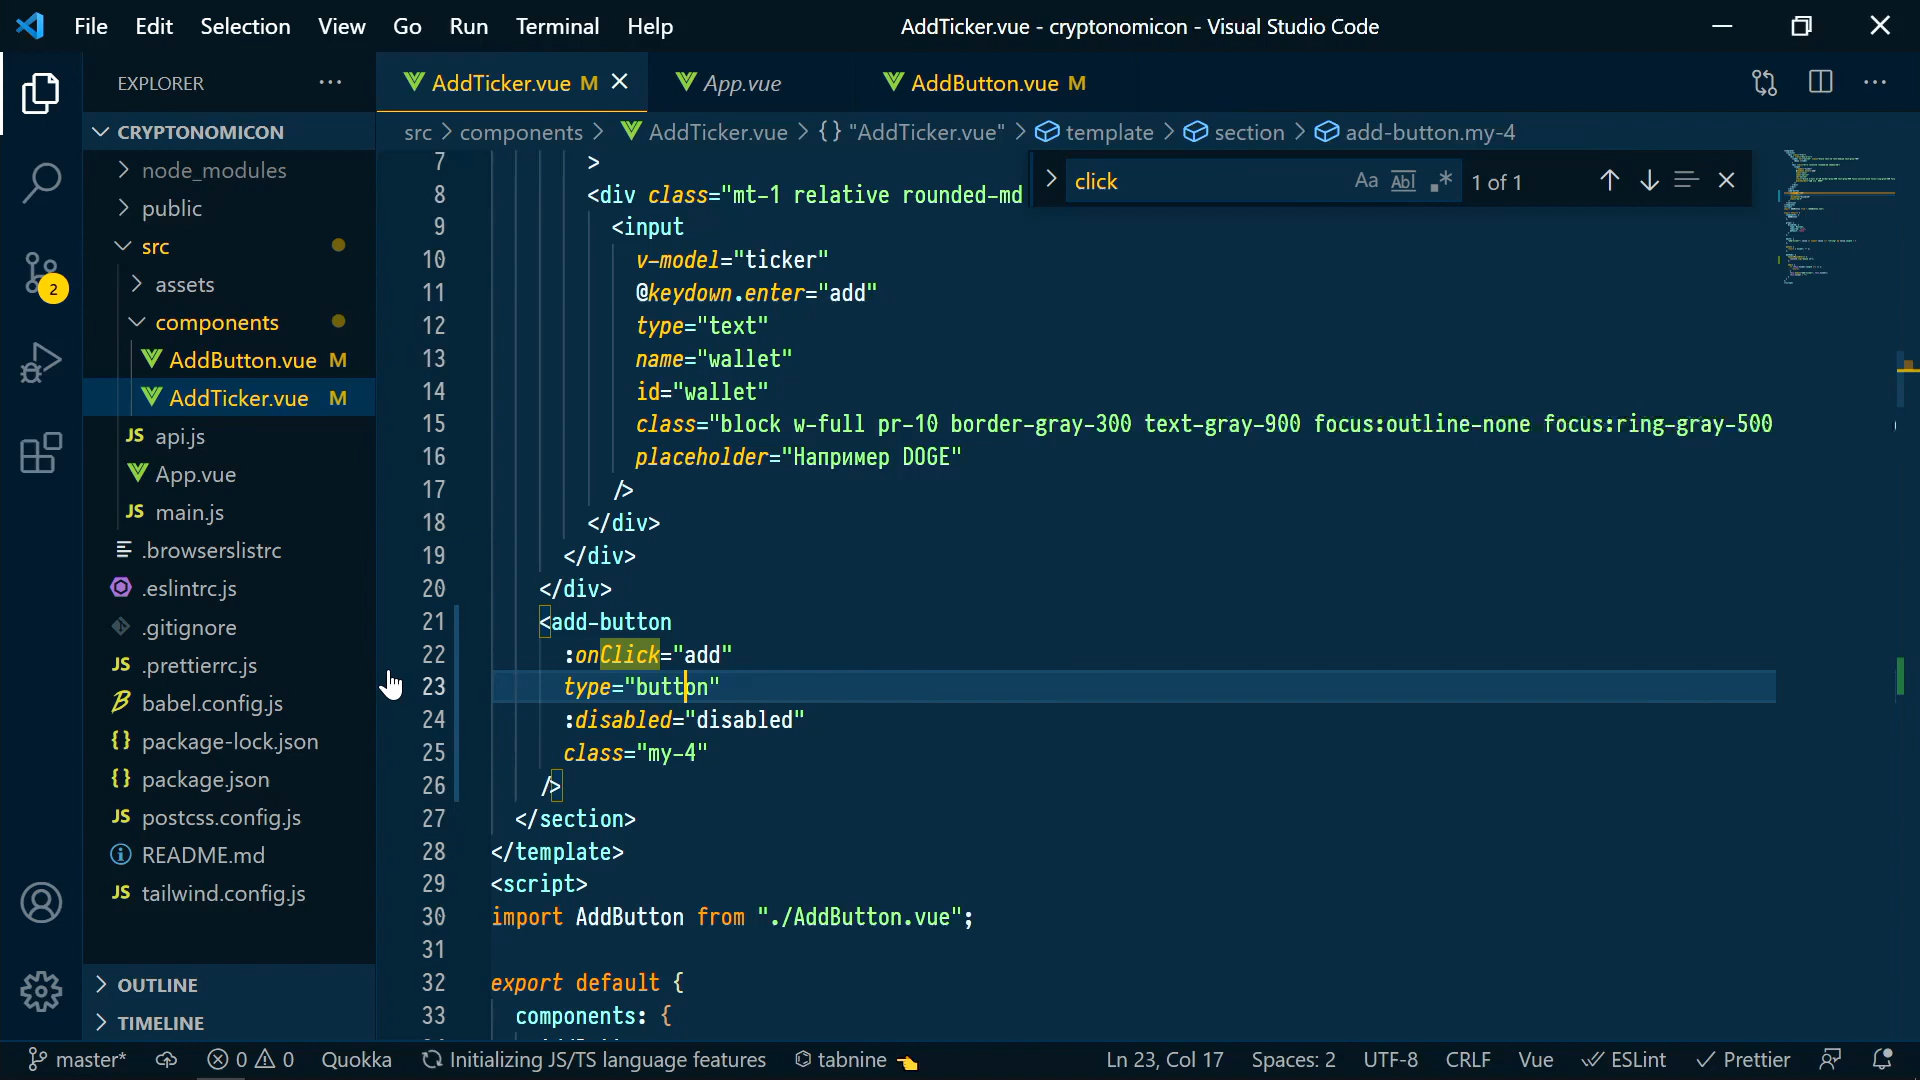 File Edit Selection View Go Run Terminal Help
AddTicker.vue - cryptonomicon - Visual Studio Code
EXPLORER
AddTicker.vue M
App.vue
AddButton.vue M
CRYPTONOMICON
src > components > AddTicker.vue > {} "AddTicker.vue" > template > section > add-button.my-4
node_modules
public
src
assets
components
AddButton.vue M
AddTicker.vue M
JS api.js
App.vue
JS main.js
.browserslistrc
.eslintrc.js
.gitignore
JS .prettierrc.js
babel.config.js
{} package-lock.json
{} package.json
JS postcss.config.js
README.md
JS tailwind.config.js
OUTLINE
TIMELINE
2
click
Aa Abl .* 1 of 1
7 >
8 <div class="mt-1 relative rounded-md
9 <input
10 v-model="ticker"
11 @keydown.enter="add"
12 type="text"
13 name="wallet"
14 id="wallet"
15 class="block w-full pr-10 border-gray-300 text-gray-900 focus:outline-none focus:ring-gray-500
16 placeholder="Например DOGE"
17 />
18 </div>
19 </div>
20 </div>
21 <add-button
22 :onClick="add"
23 type="button"
24 :disabled="disabled"
25 class="my-4"
26 />
27 </section>
28 </template>
29 <script>
30 import AddButton from "./AddButton.vue";
31
32 export default {
33 components: {
master* 0 0 Quokka Initializing JS/TS language features tabnine Ln 23, Col 17 Spaces: 2 UTF-8 CRLF Vue ESLint Prettier